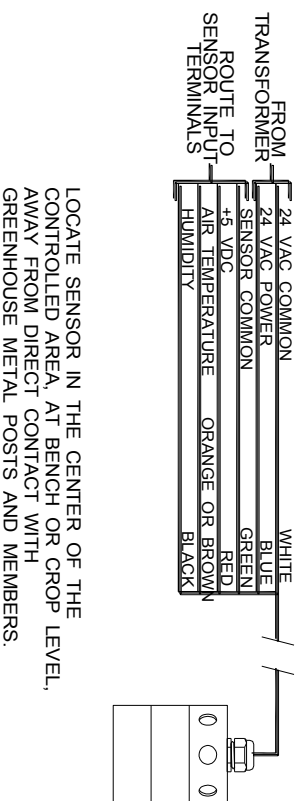 FROM
TRANSFORMER
24 VAC COMMON WHITE
24 VAC POWER BLUE
ROUTE TO
SENSOR INPUT
TERMINALS
SENSOR COMMON GREEN
+5 VDC RED
AIR TEMPERATURE ORANGE OR BROWN
HUMIDITY BLACK
LOCATE SENSOR IN THE CENTER OF THE
CONTROLLED AREA, AT BENCH OR CROP LEVEL,
AWAY FROM DIRECT CONTACT WITH
GREENHOUSE METAL POSTS AND MEMBERS.